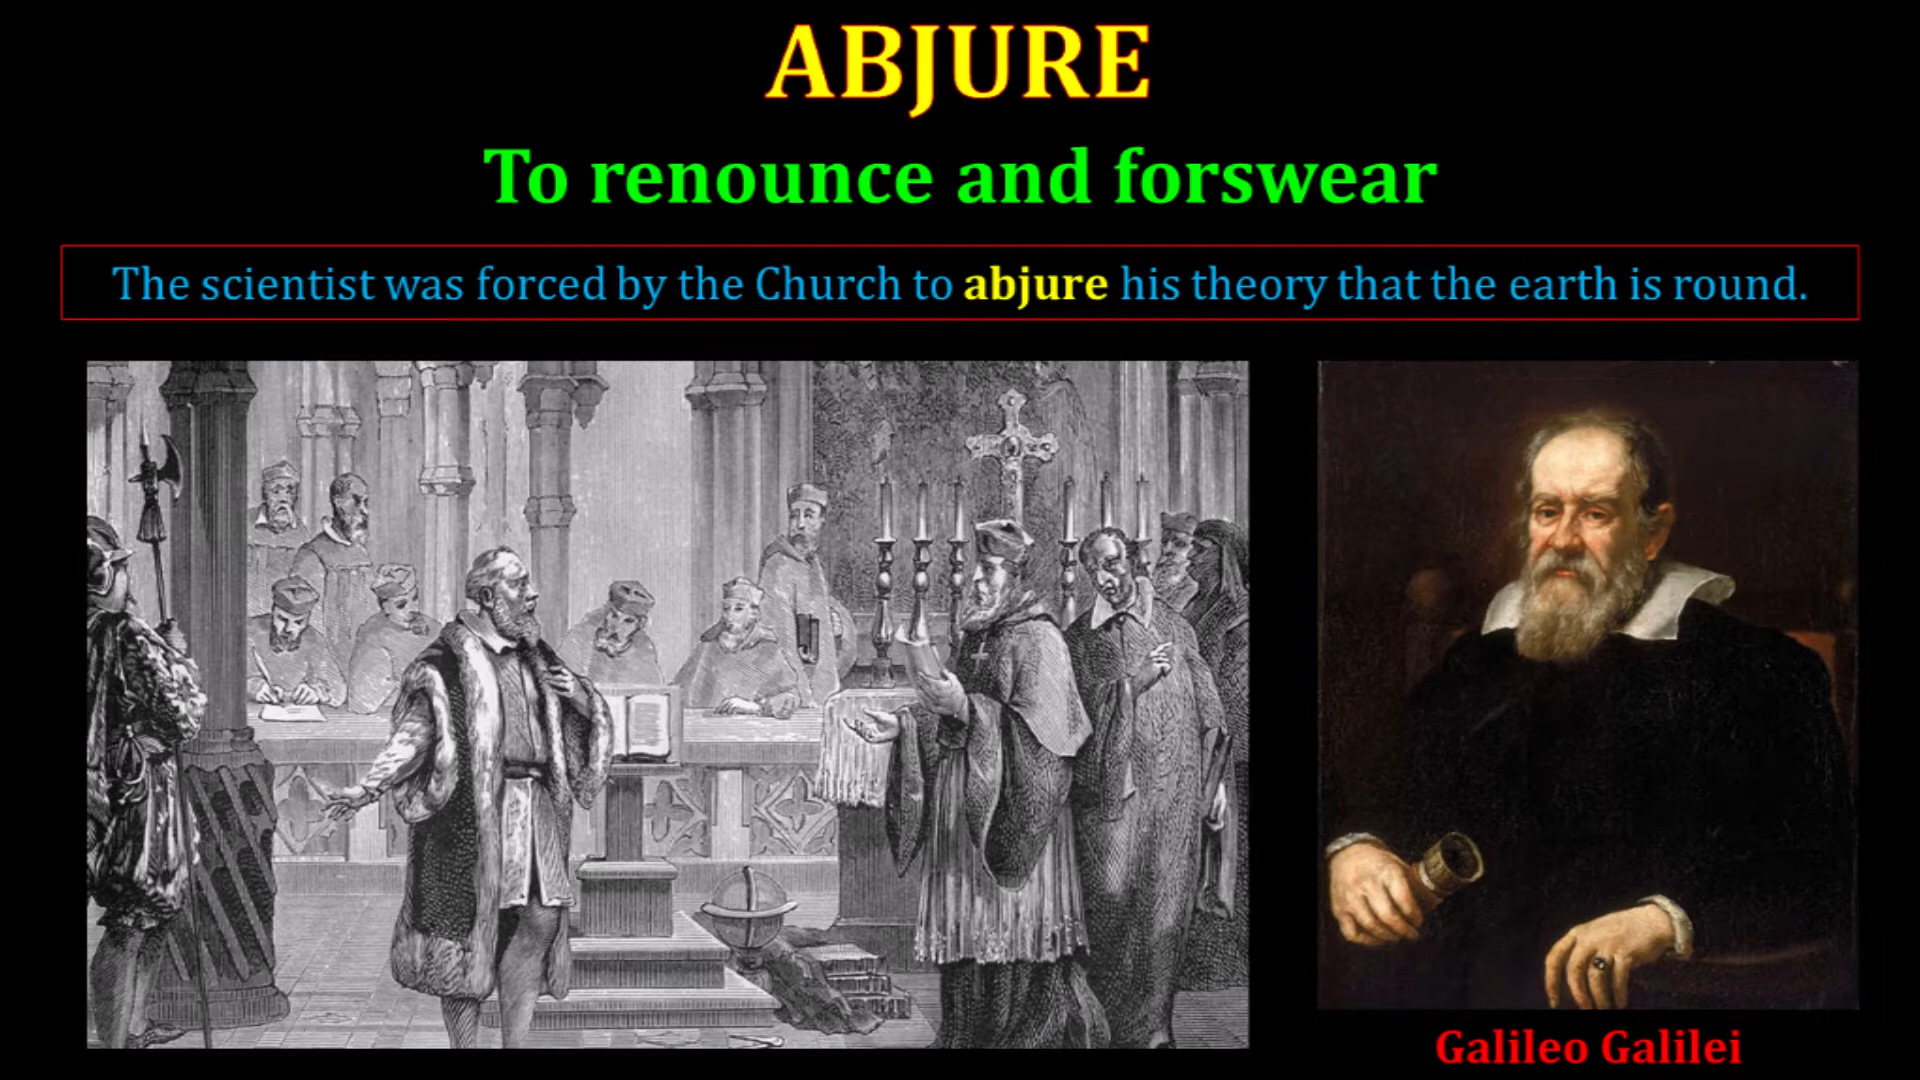 ABJURE
To renounce and forswear
The scientist was forced by the Church to abjure his theory that the earth is round.
Galileo Galilei